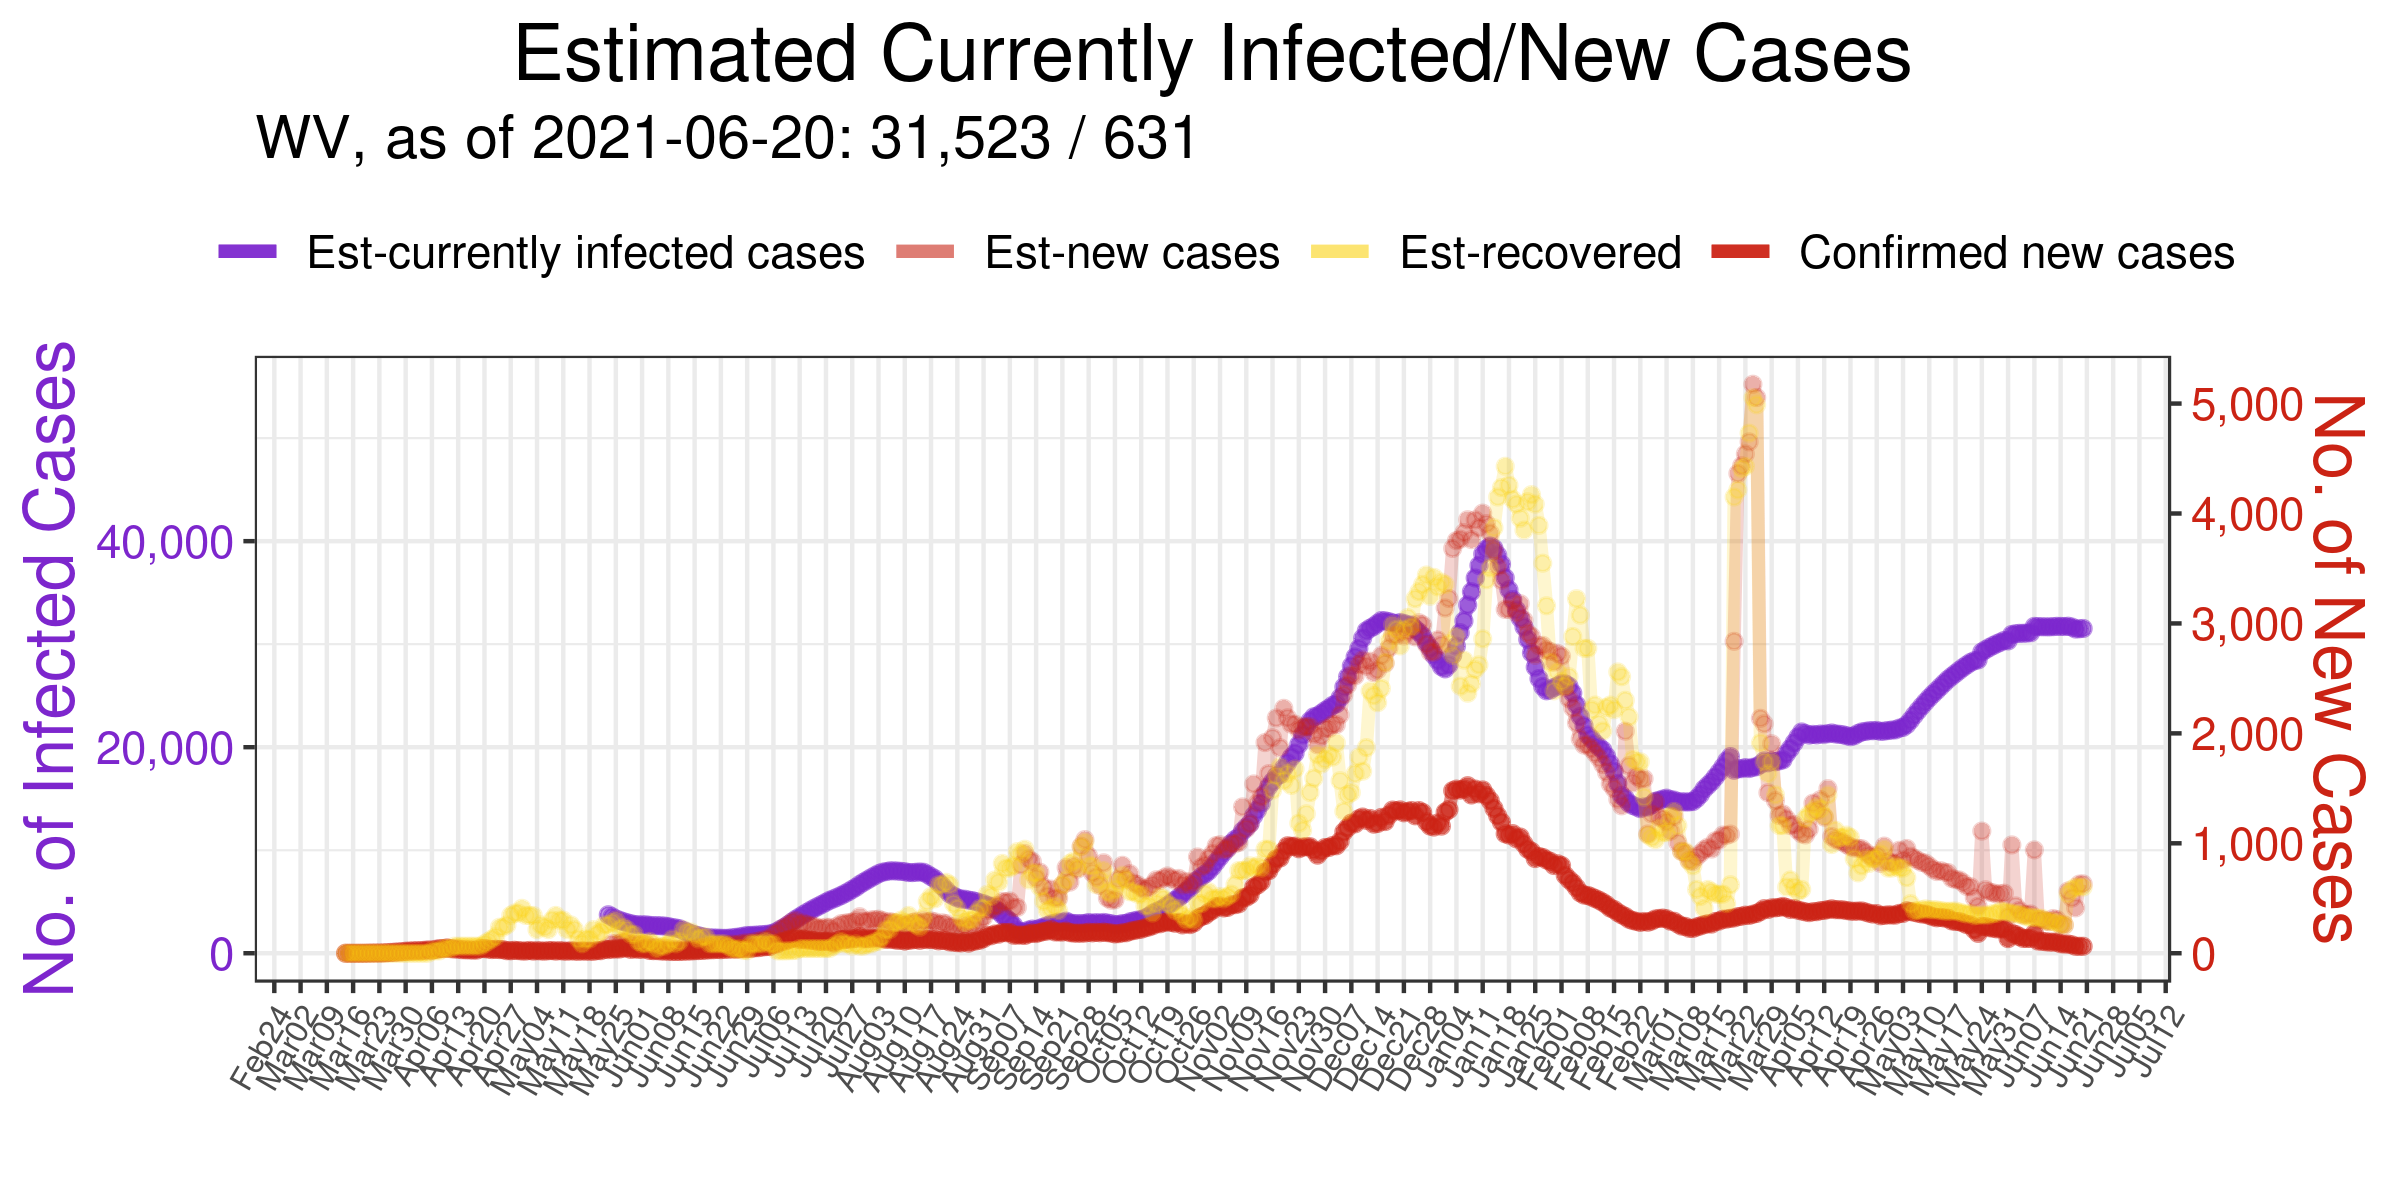 Estimated Currently Infected/New Cases
WV, as of 2021-06-20: 31,523 / 631
Est-currently infected cases
Est-new cases
Est-recovered
Confirmed new cases
No. of Infected Cases
40,000
20,000
0
5,000
4,000
3,000
2,000
1,000
0
No. of New Cases
Feb24
Mar02
Mar09
Mar16
Mar23
Mar30
Apr06
Apr13
Apr20
Apr27
May04
May11
May18
May25
Jun01
Jun08
Jun15
Jun22
Jun29
Jul06
Jul13
Jul20
Jul27
Aug03
Aug10
Aug17
Aug24
Aug31
Sep07
Sep14
Sep21
Sep28
Oct05
Oct12
Oct19
Oct26
Nov02
Nov09
Nov16
Nov23
Nov30
Dec07
Dec14
Dec21
Dec28
Jan04
Jan11
Jan18
Jan25
Feb01
Feb08
Feb15
Feb22
Mar01
Mar08
Mar15
Mar22
Mar29
Apr05
Apr12
Apr19
Apr26
May03
May10
May17
May24
May31
Jun07
Jun14
Jun21
Jun28
Jul05
Jul12